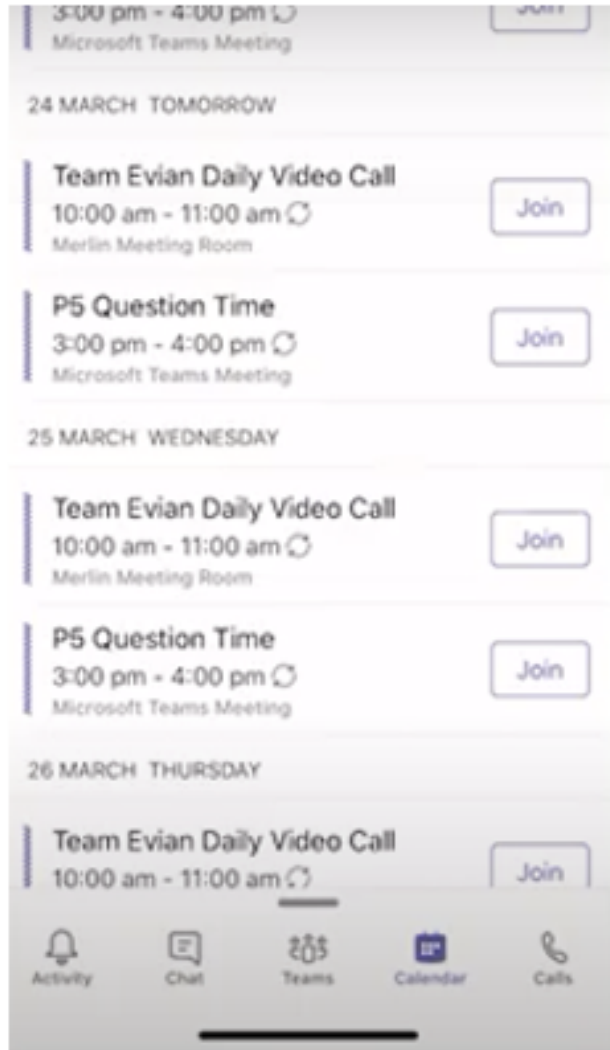 3:00 pm - 4:00 pm
Join
Microsoft Teams Meeting
24 MARCH TOMORROW
Team Evian Daily Video Call
10:00 am - 11:00 am
Join
Merlin Meeting Room
P5 Question Time
3:00 pm - 4:00 pm
Join
Microsoft Teams Meeting
25 MARCH WEDNESDAY
Team Evian Daily Video Call
10:00 am - 11:00 am
Join
Merlin Meeting Room
P5 Question Time
3:00 pm - 4:00 pm
Join
Microsoft Teams Meeting
26 MARCH THURSDAY
Team Evian Daily Video Call
10:00 am - 11:00 am
Join
Activity
Chat
Teams
Calendar
Calls